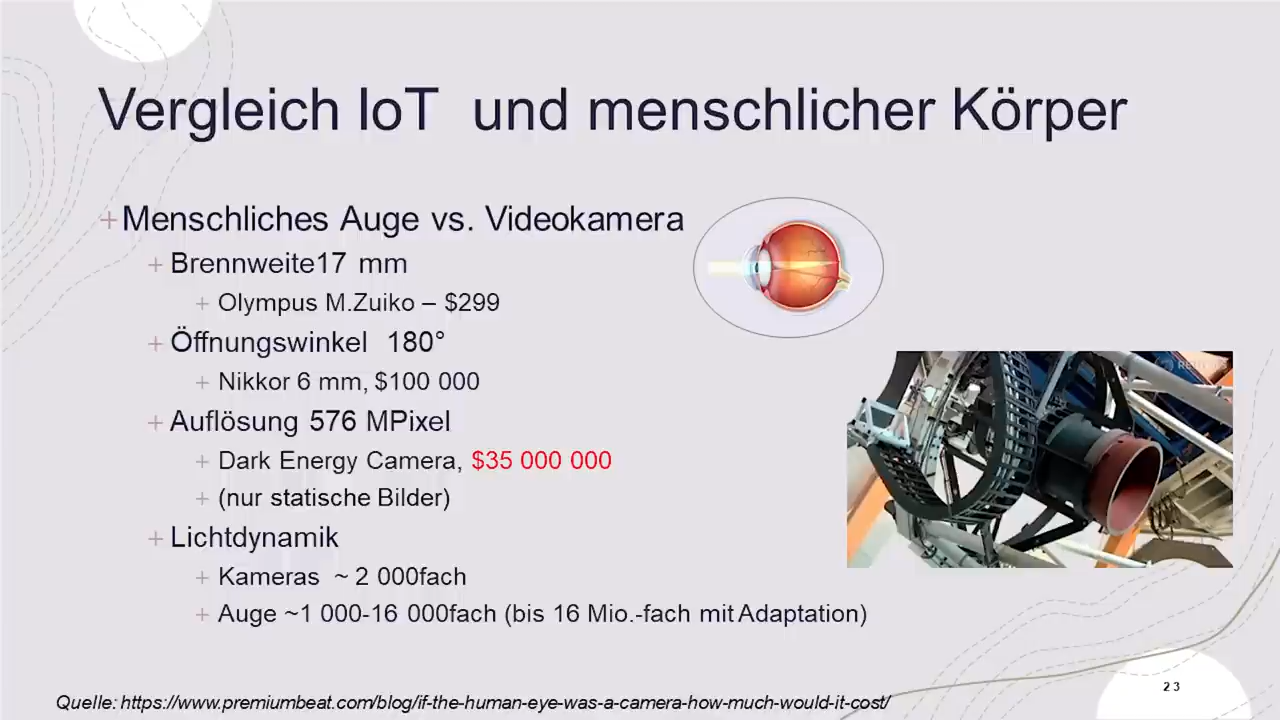 Vergleich IoT und menschlicher Körper
+ Menschliches Auge vs. Videokamera
+ Brennweite17 mm
+ Olympus M.Zuiko – $299
+ Öffnungswinkel 180°
+ Nikkor 6 mm, $100 000
+ Auflösung 576 MPixel
+ Dark Energy Camera, $35 000 000
+ (nur statische Bilder)
+ Lichtdynamik
+ Kameras ~ 2 000fach
+ Auge ~1 000-16 000fach (bis 16 Mio.-fach mit Adaptation)
23
Quelle: https://www.premiumbeat.com/blog/if-the-human-eye-was-a-camera-how-much-would-it-cost/